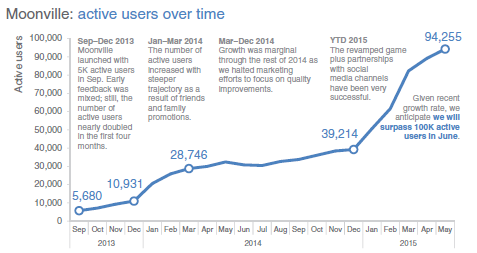 Moonville: active users over time
Active users
100,000
90,000
80,000
70,000
60,000
50,000
40,000
30,000
20,000
10,000
0
Sep–Dec 2013
Moonville
launched with
5K active users
in Sep. Early
feedback was
mixed; still, the
number of
active users
nearly doubled
in the first four
months.
Jan–Mar 2014
The number of
active users
increased with
steeper
trajectory as a
result of friends
and family
promotions.
Mar–Dec 2014
Growth was marginal
through the rest of 2014 as
we halted marketing
efforts to focus on quality
improvements.
YTD 2015
The revamped game
plus partnerships
with social
media channels
have been very
successful.
94,255
Given recent
growth rate, we
anticipate we will
surpass 100K active
users in June.
39,214
28,746
10,931
5,680
Sep Oct Nov Dec Jan Feb Mar Apr May Jun Jul Aug Sep Oct Nov Dec Jan Feb Mar Apr May
2013 2014 2015